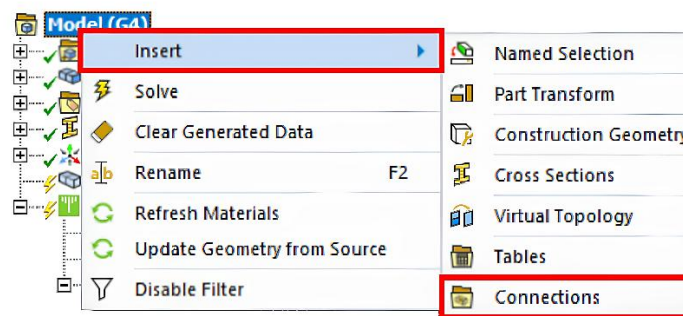 Model (G4)
Insert
Solve
Clear Generated Data
Rename F2
Refresh Materials
Update Geometry from Source
Disable Filter
Named Selection
Part Transform
Construction Geometry
Cross Sections
Virtual Topology
Tables
Connections